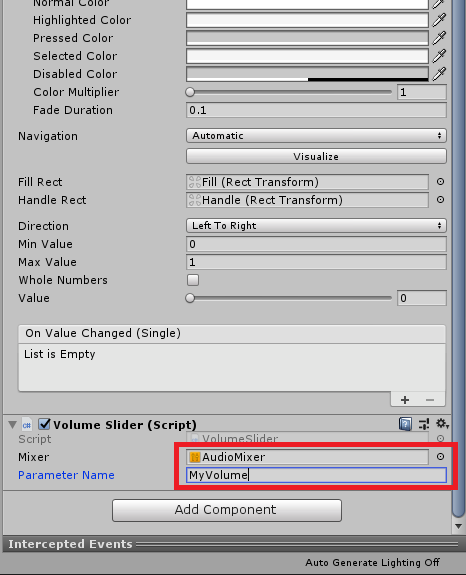 Normal Color
Highlighted Color
Pressed Color
Selected Color
Disabled Color
Color Multiplier 1
Fade Duration 0.1
Navigation Automatic
Visualize
Fill Rect Fill (Rect Transform)
Handle Rect Handle (Rect Transform)
Direction Left To Right
Min Value 0
Max Value 1
Whole Numbers
Value 0
On Value Changed (Single)
List is Empty
+ −
c# Volume Slider (Script)
Script VolumeSlider
Mixer AudioMixer
Parameter Name MyVolume
Add Component
Intercepted Events
Auto Generate Lighting Off